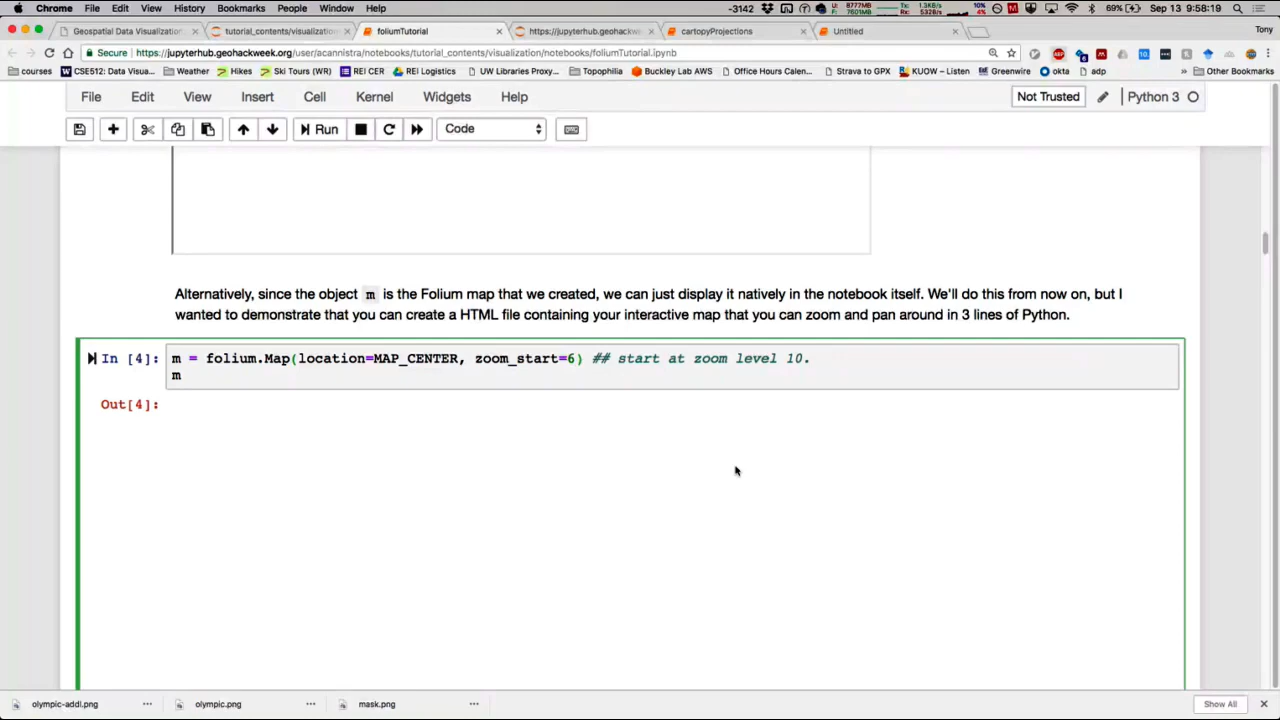 Chrome File Edit View History Bookmarks People Window Help -3142 69% Sep 13 9:58:19
Geospatial Data Visualization tutorial_contents/visualization foliumTutorial https://jupyterhub.geohackwe cartopyProjections Untitled Tony
Secure https://jupyterhub.geohackweek.org/user/acannistra/notebooks/tutorial_contents/visualization/notebooks/foliumTutorial.ipynb
courses CSE512: Data Visua... Weather Hikes Ski Tours (WR) REI CER REI Logistics UW Libraries Proxy... Topophilia Buckley Lab AWS Office Hours Calen... Strava to GPX KUOW – Listen Greenwire okta adp » Other Bookmarks
File Edit View Insert Cell Kernel Widgets Help Not Trusted Python 3
Run Code
Alternatively, since the object m is the Folium map that we created, we can just display it natively in the notebook itself. We'll do this from now on, but I
wanted to demonstrate that you can create a HTML file containing your interactive map that you can zoom and pan around in 3 lines of Python.
In [4]: m = folium.Map(location=MAP_CENTER, zoom_start=6) ## start at zoom level 10.
m
Out[4]:
olympic-addl.png olympic.png mask.png Show All